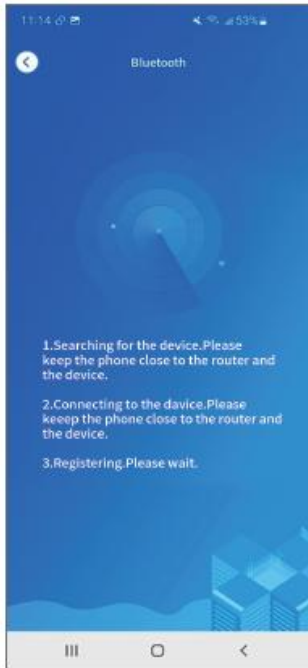 11:14
53%
Bluetooth
1.Searching for the device.Please
keep the phone close to the router and
the device.
2.Connecting to the davice.Please
keeep the phone close to the router and
the device.
3.Registering.Please wait.